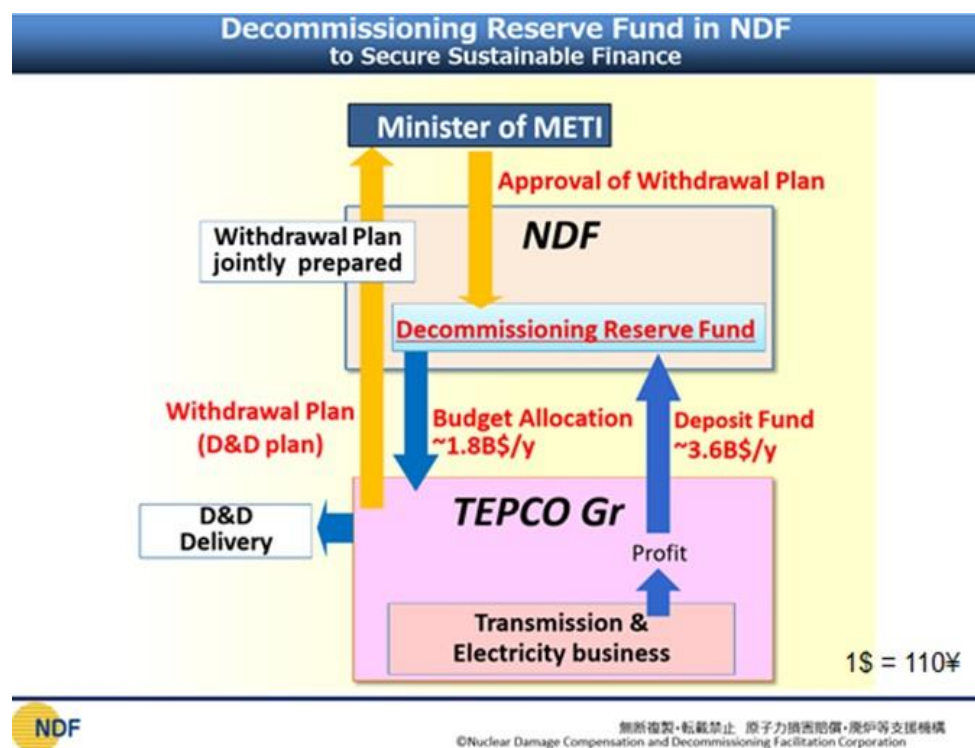 Decommissioning Reserve Fund in NDF
to Secure Sustainable Finance
Minister of METI
Approval of Withdrawal Plan
Withdrawal Plan
jointly prepared
NDF
Decommissioning Reserve Fund
Withdrawal Plan
(D&D plan)
Budget Allocation
~1.8B$/y
Deposit Fund
~3.6B$/y
TEPCO Gr
D&D
Delivery
Profit
Transmission &
Electricity business
1$ = 110¥
NDF
無断複製・転載禁止 原子力損害賠償・廃炉等支援機構
©Nuclear Damage Compensation and Decommissioning Facilitation Corporation